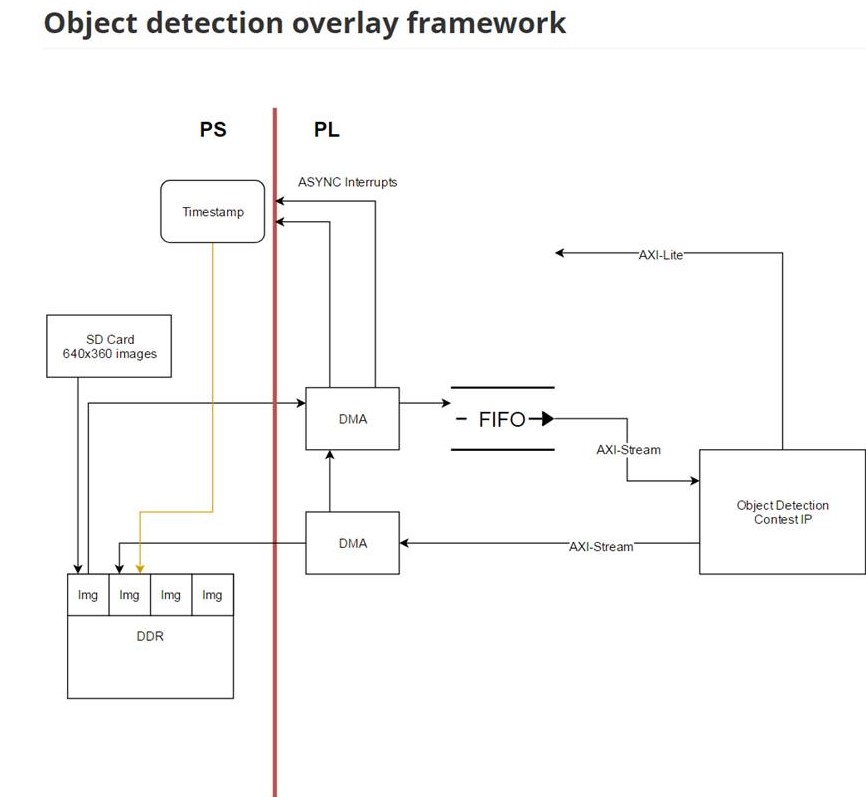 Object detection overlay framework
PS
PL
ASYNC Interrupts
Timestamp
AXI-Lite
SD Card
640x360 images
DMA
- FIFO
AXI-Stream
Object Detection
Contest IP
DMA
AXI-Stream
Img
Img
Img
Img
DDR